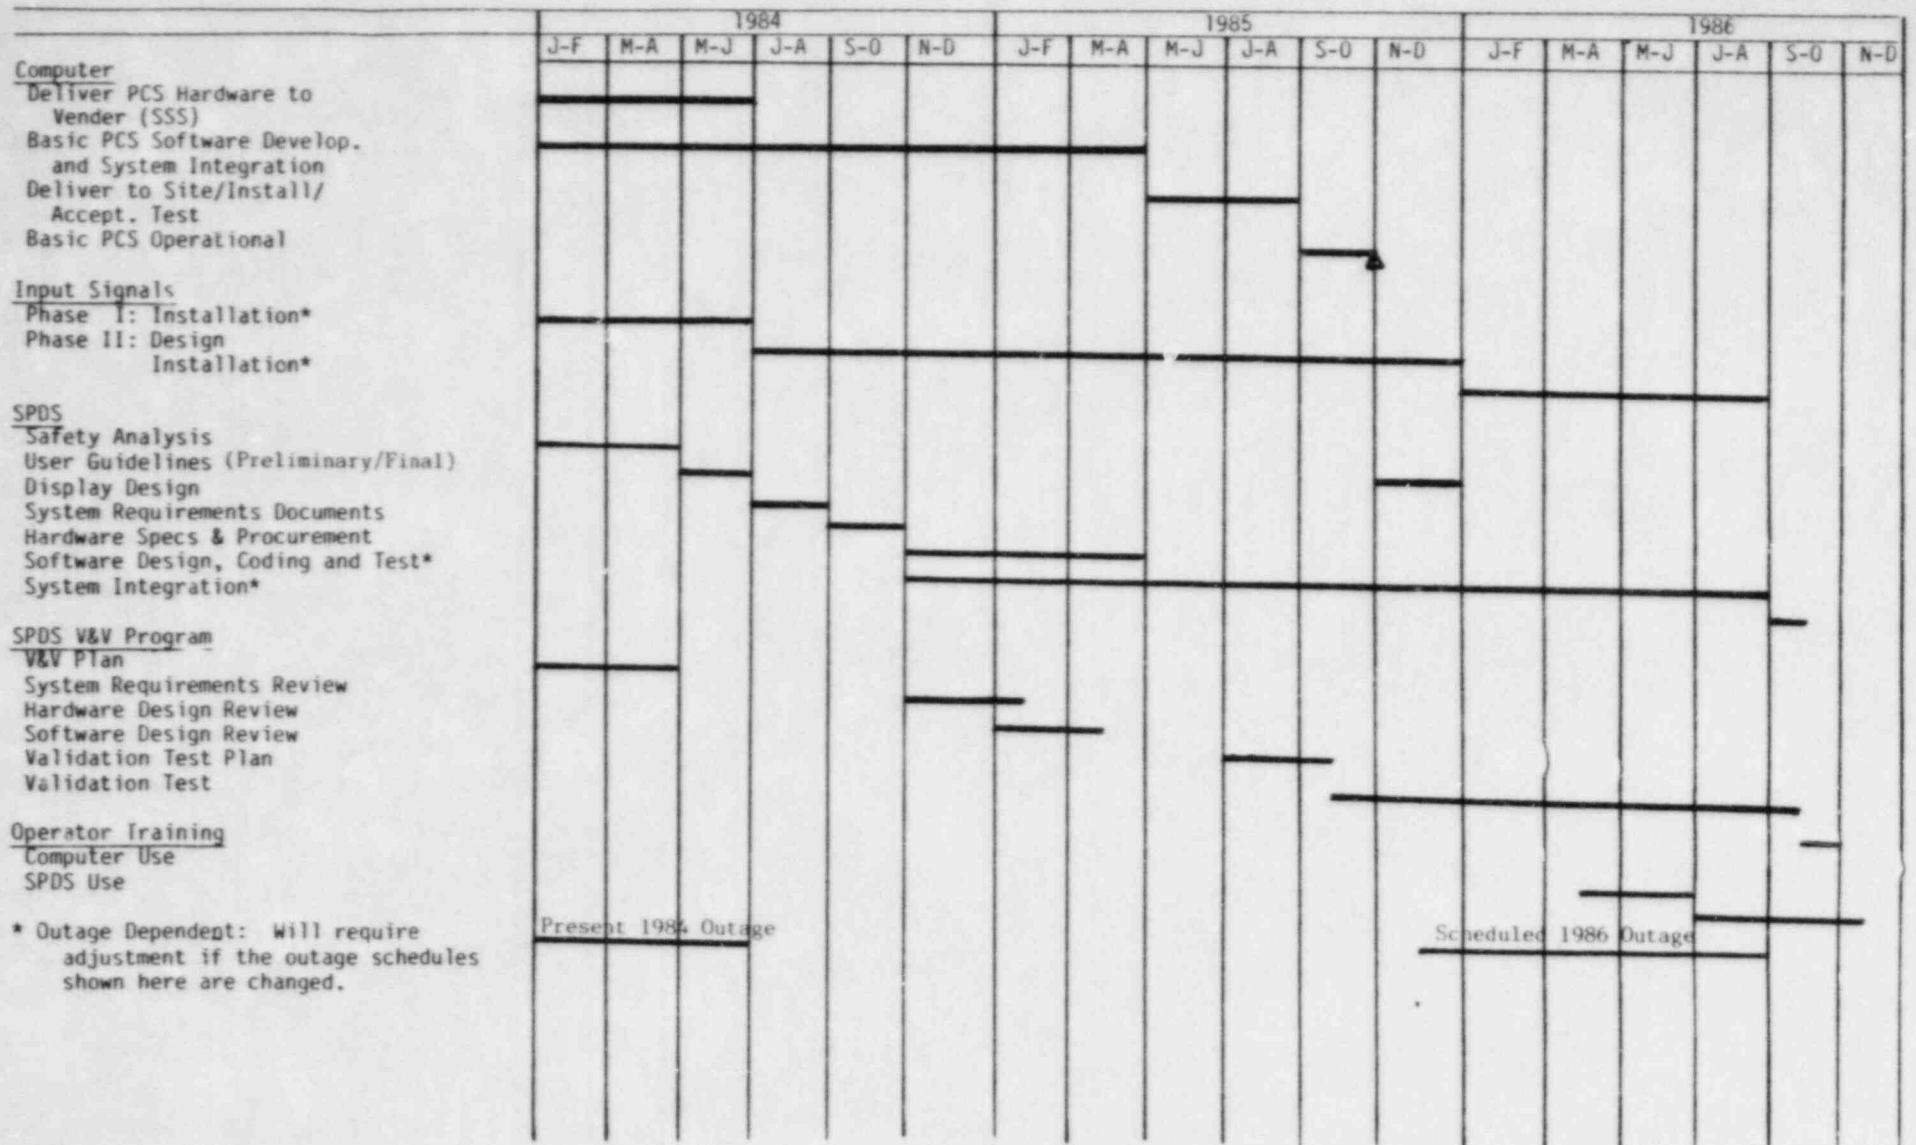 1984 1985 1986
J-F M-A M-J J-A S-O N-D J-F M-A M-J J-A S-O N-D J-F M-A M-J J-A S-O N-D
Computer
Deliver PCS Hardware to
Vender (SSS)
Basic PCS Software Develop.
and System Integration
Deliver to Site/Install/
Accept. Test
Basic PCS Operational
Input Signals
Phase I: Installation*
Phase II: Design
Installation*
SPDS
Safety Analysis
User Guidelines (Preliminary/Final)
Display Design
System Requirements Documents
Hardware Specs & Procurement
Software Design, Coding and Test*
System Integration*
SPDS V&V Program
V&V Plan
System Requirements Review
Hardware Design Review
Software Design Review
Validation Test Plan
Validation Test
Operator Training
Computer Use
SPDS Use
Present 1984 Outage
Scheduled 1986 Outage
* Outage Dependent: Will require
adjustment if the outage schedules
shown here are changed.